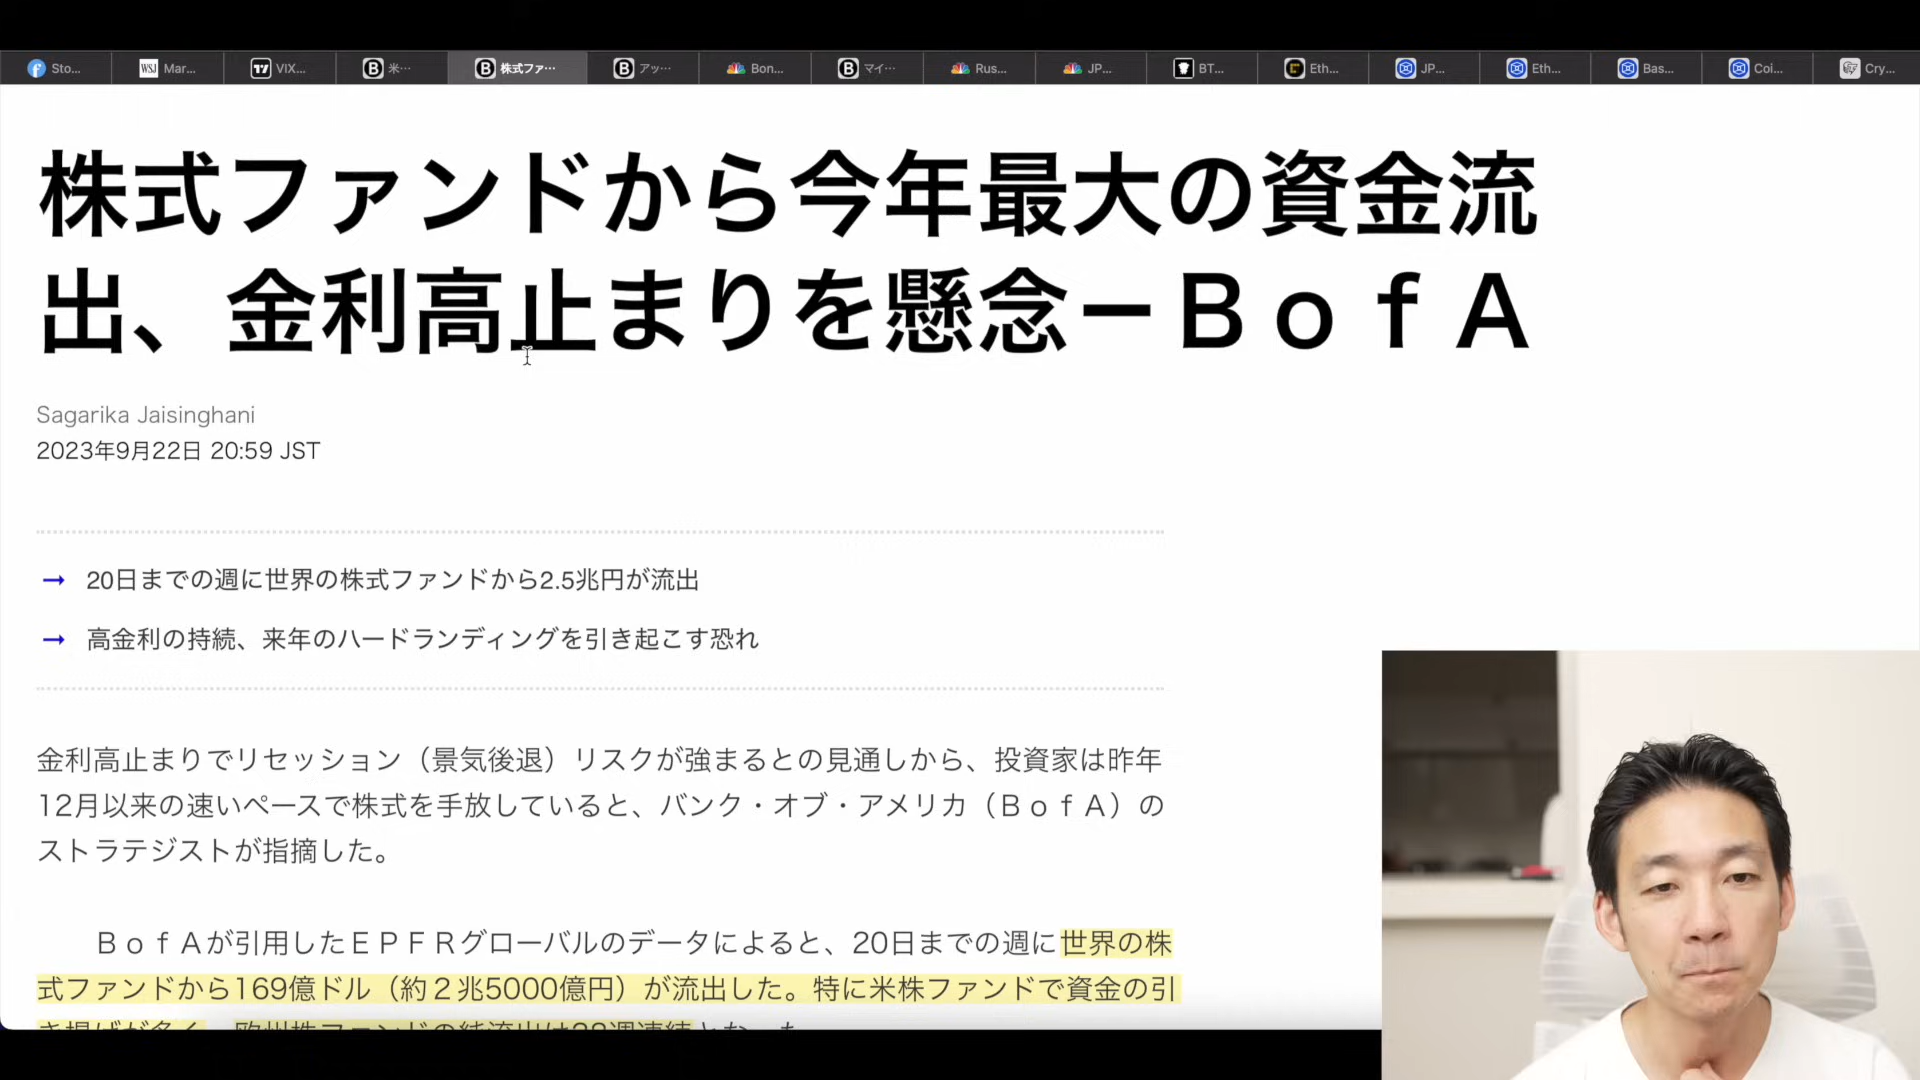 Sto...
WSJ Mar...
17 VIX...
B 米…
B 株式ファ…
B アッ…
Bon...
B マイ…
Rus...
JP...
BT...
Eth...
JP...
Eth...
Bas...
Coi...
Cry...
株式ファンドから今年最大の資金流
出、金利高止まりを懸念－ＢｏｆＡ
Sagarika Jaisinghani
2023年9月22日 20:59 JST
→ 20日までの週に世界の株式ファンドから2.5兆円が流出
→ 高金利の持続、来年のハードランディングを引き起こす恐れ
金利高止まりでリセッション（景気後退）リスクが強まるとの見通しから、投資家は昨年
12月以来の速いペースで株式を手放していると、バンク・オブ・アメリカ（ＢｏｆＡ）の
ストラテジストが指摘した。
ＢｏｆＡが引用したＥＰＦＲグローバルのデータによると、20日までの週に世界の株
式ファンドから169億ドル（約２兆5000億円）が流出した。特に米株ファンドで資金の引